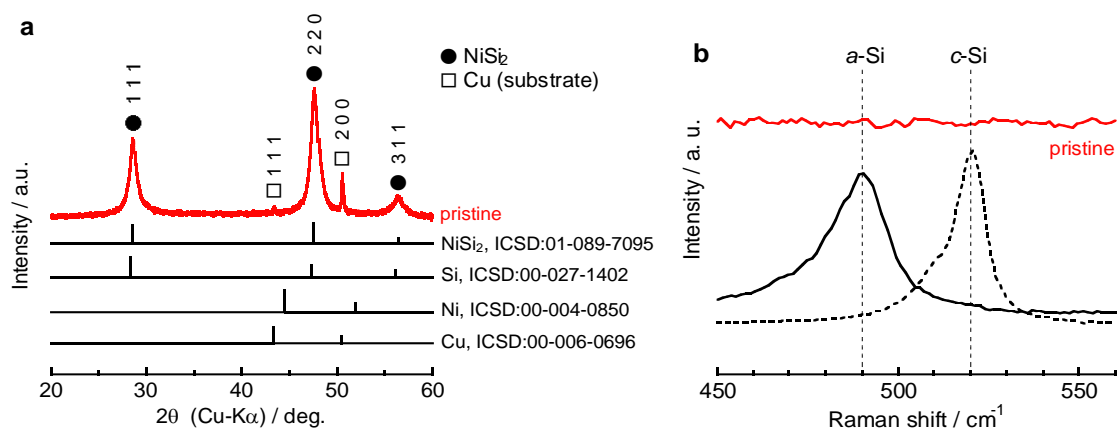 a
1 1 1
2 2 0
1 1 1
2 0 0
3 1 1
● NiSi₂
□ Cu (substrate)
pristine
NiSi₂, ICSD:01-089-7095
Si, ICSD:00-027-1402
Ni, ICSD:00-004-0850
Cu, ICSD:00-006-0696
Intensity / a.u.
20 30 40 50 60
2θ (Cu-Kα) / deg.
b
a-Si c-Si
pristine
Intensity / a. u.
450 500 550
Raman shift / cm⁻¹